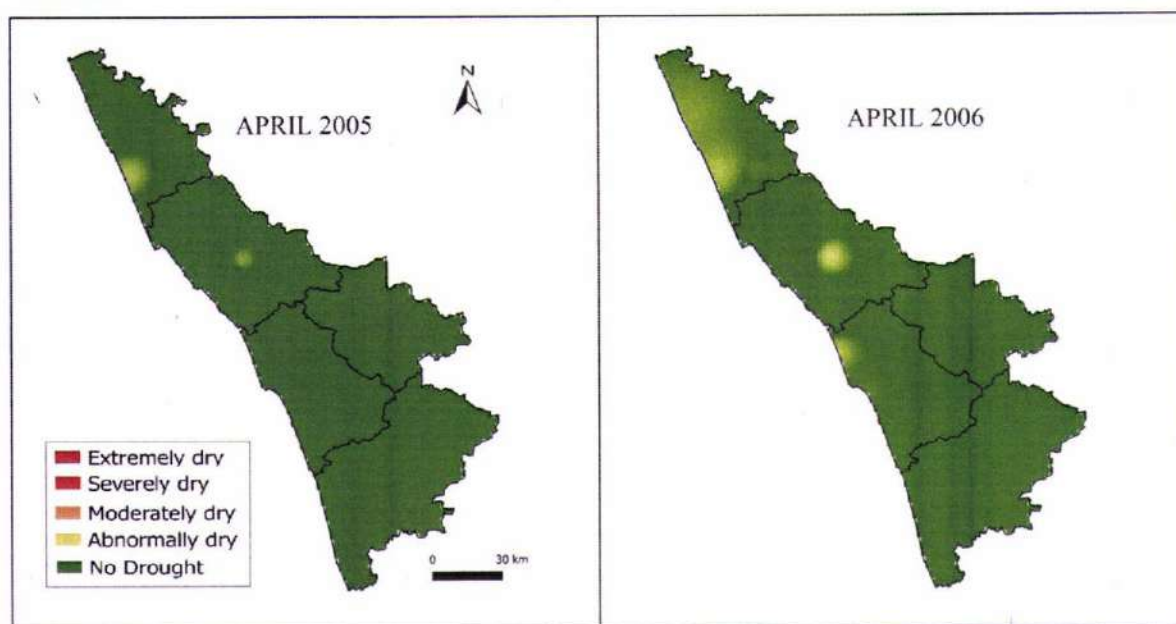 N
APRIL 2005
APRIL 2006
Extremely dry
Severely dry
Moderately dry
Abnormally dry
No Drought
0 30 km